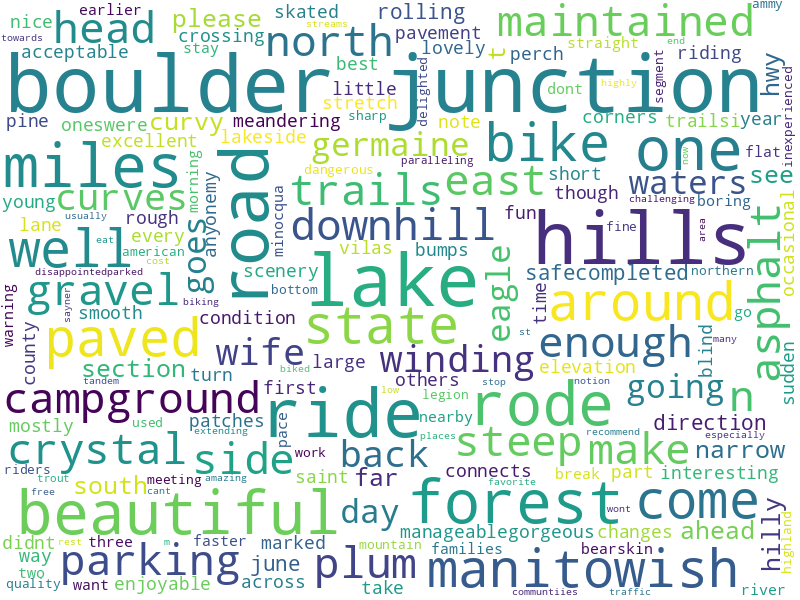 towards earlier skated rolling streams ammy
nice please crossing pavement lovely maintained
head north stay best perch straight end riding hwy
acceptable boulder junction
pine oneswere curvy meandering little stretch sharp delighted note highly dont t corners segment trailsi year inexperienced
excellent lakeside germaine bike one flat
miles road morning dangerous paralleling now short waters see
young curves trails east though challenging boring
lane usually goes anyonemy minocqua downhill fun hills fine area asphalt occasional
well rough every eat american cost vilas bumps eagle
disappointedparked scenery lake safecompleted northern
warning gravel sayner smooth biking bottom time around go
county paved condition state elevation
section wife winding enough blind sudden
tandem turn large others st many
campground first biked low stop notion going n
mostly used patches pace ride legion nearby rode recommend direction especially
riders crystal extending side work back places steep make narrow
trout south meeting saint far connects break part interesting
free cant amazing favorite wont
beautiful day forest come
didnt three faster marked mountain manageablegorgeous changes ahead hilly highland
way rest m families bearskin
two parking june plum manitowish
quality want enjoyable across take communtiies traffic river